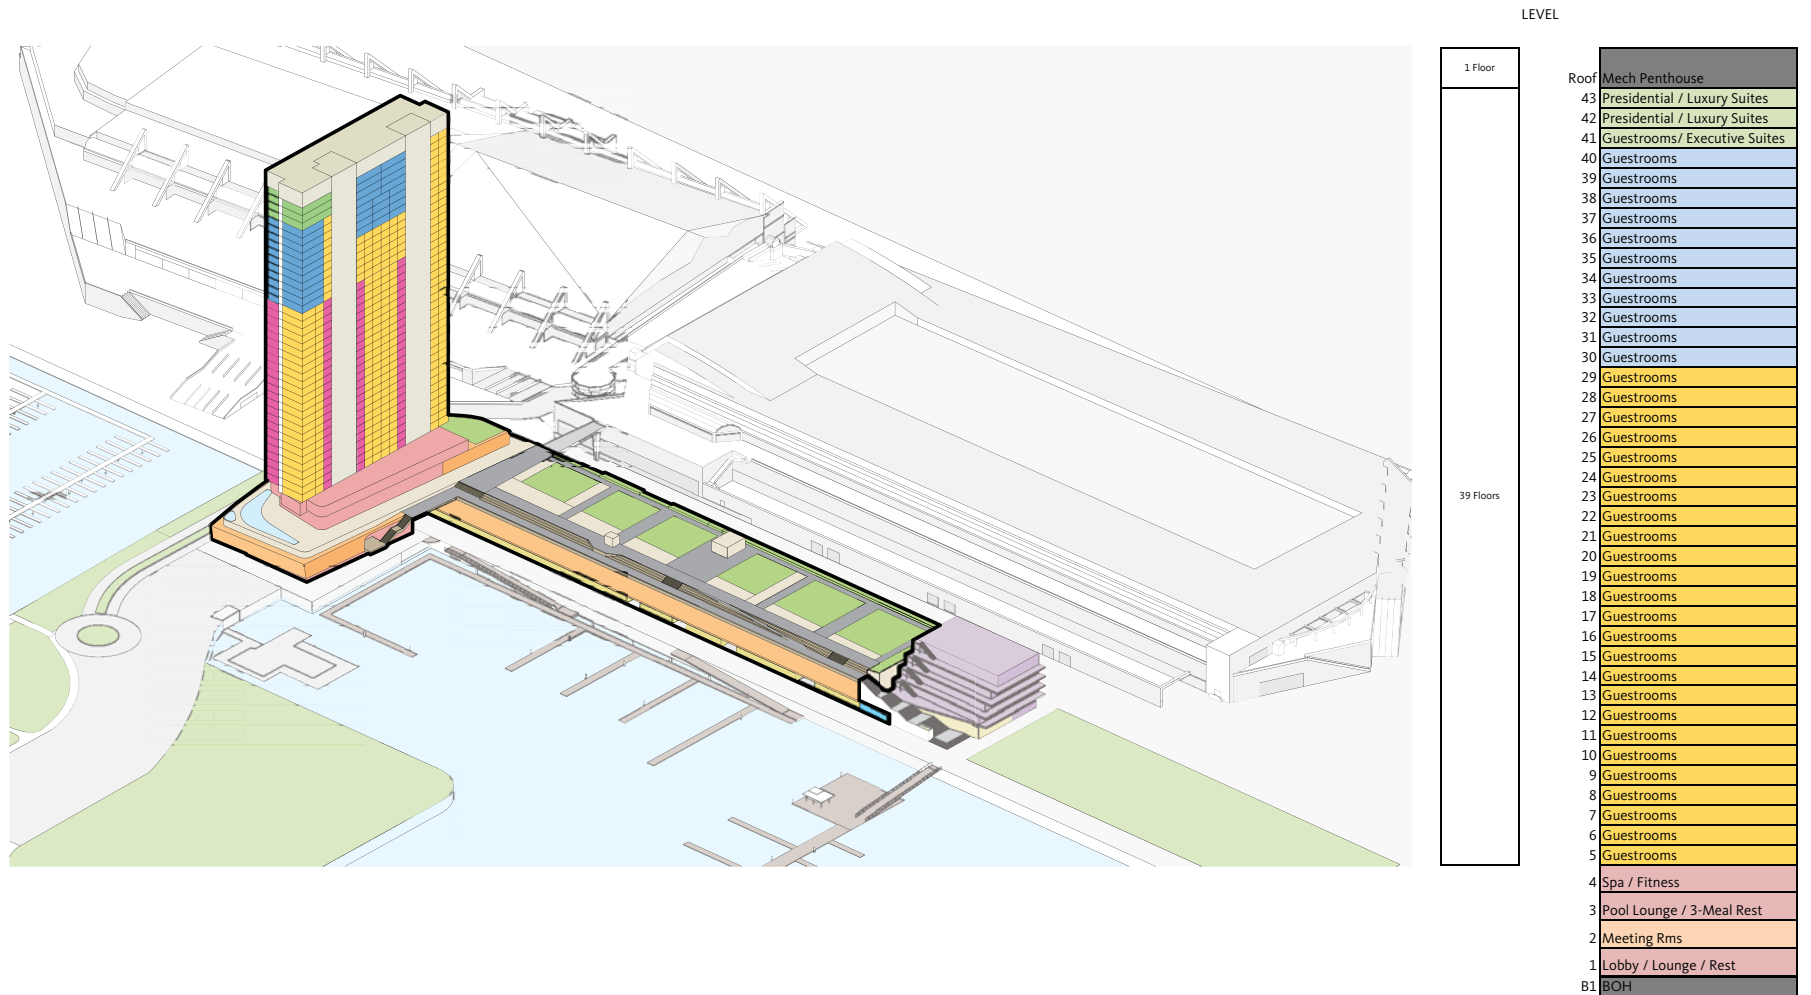 LEVEL
1 Floor
Roof Mech Penthouse
43 Presidential / Luxury Suites
42 Presidential / Luxury Suites
41 Guestrooms/ Executive Suites
40 Guestrooms
39 Guestrooms
38 Guestrooms
37 Guestrooms
36 Guestrooms
35 Guestrooms
34 Guestrooms
33 Guestrooms
32 Guestrooms
31 Guestrooms
30 Guestrooms
29 Guestrooms
28 Guestrooms
27 Guestrooms
26 Guestrooms
25 Guestrooms
24 Guestrooms
39 Floors
23 Guestrooms
22 Guestrooms
21 Guestrooms
20 Guestrooms
19 Guestrooms
18 Guestrooms
17 Guestrooms
16 Guestrooms
15 Guestrooms
14 Guestrooms
13 Guestrooms
12 Guestrooms
11 Guestrooms
10 Guestrooms
9 Guestrooms
8 Guestrooms
7 Guestrooms
6 Guestrooms
5 Guestrooms
4 Spa / Fitness
3 Pool Lounge / 3-Meal Rest
2 Meeting Rms
1 Lobby / Lounge / Rest
B1 BOH